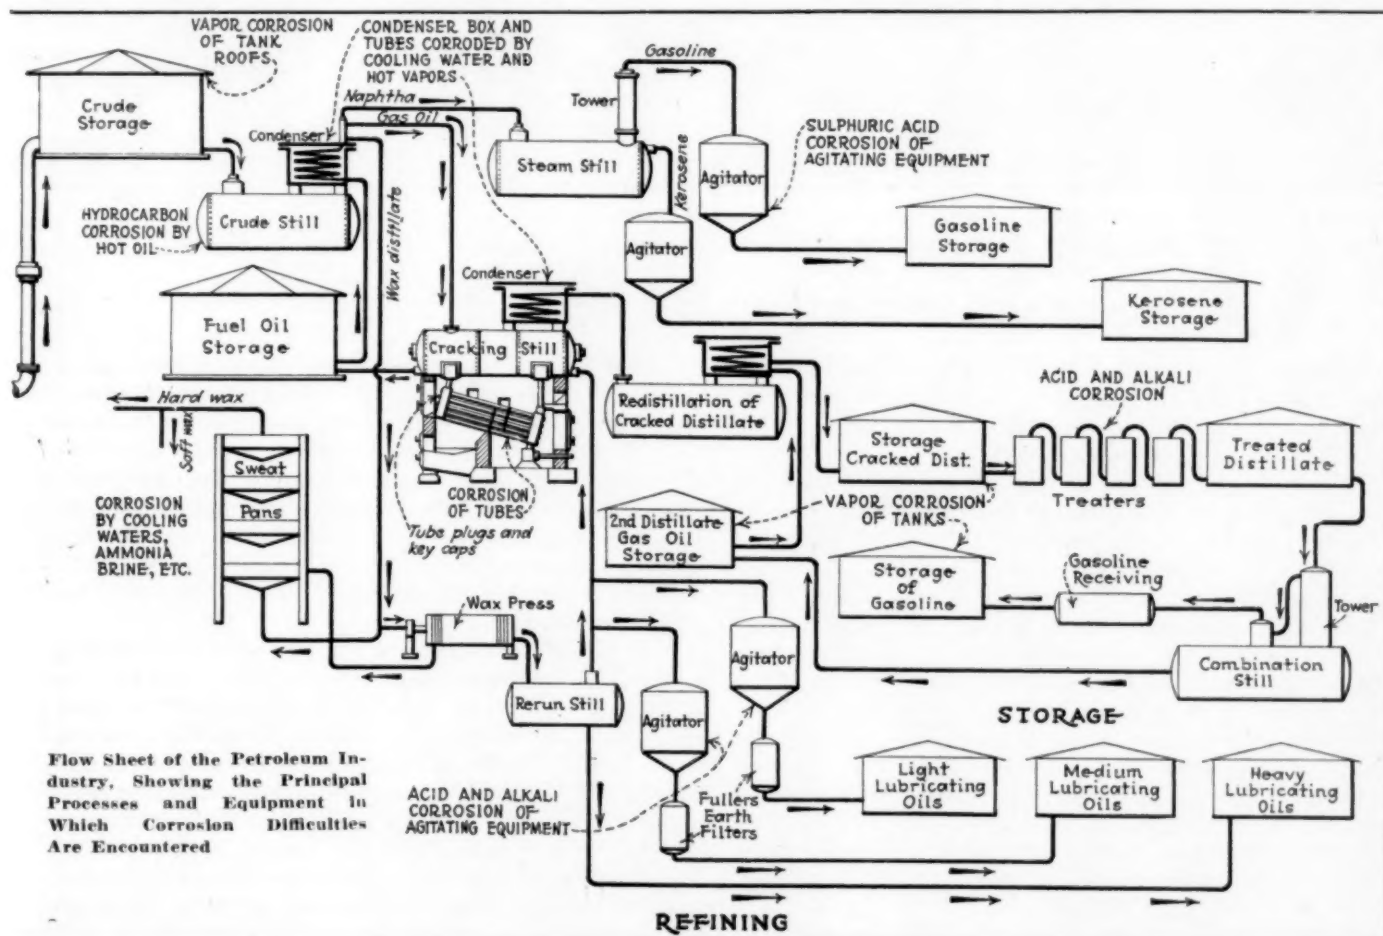 VAPOR CORROSION
OF TANK
ROOFS
CONDENSER BOX AND
TUBES CORRODED BY
COOLING WATER AND
HOT VAPORS
Gasoline
Crude
Storage
Naphtha
Gas Oil
Condenser
Tower
SULPHURIC ACID
CORROSION OF
AGITATING EQUIPMENT
Steam Still
Kerosene
Agitator
HYDROCARBON
CORROSION BY
HOT OIL
Crude Still
Wax distillate
Agitator
Gasoline
Storage
Condenser
Kerosene
Storage
Fuel Oil
Storage
Cracking Still
Hard wax
Soft wax
Redistillation of
Cracked Distillate
ACID AND ALKALI
CORROSION
Storage
Cracked Dist.
Treaters
Treated
Distillate
Sweat
Pans
CORROSION
BY COOLING
WATERS,
AMMONIA
BRINE, ETC.
CORROSION
OF TUBES
Tube plugs and
key caps
VAPOR CORROSION
OF TANKS
2nd Distillate
Gas Oil
Storage
Storage
of
Gasoline
Gasoline
Receiving
Tower
Wax Press
Agitator
Combination
Still
Rerun Still
Agitator
STORAGE
Flow Sheet of the Petroleum In-
dustry, Showing the Principal
Processes and Equipment in
Which Corrosion Difficulties
Are Encountered
ACID AND ALKALI
CORROSION OF
AGITATING EQUIPMENT
Fullers
Earth
Filters
Light
Lubricating
Oils
Medium
Lubricating
Oils
Heavy
Lubricating
Oils
REFINING